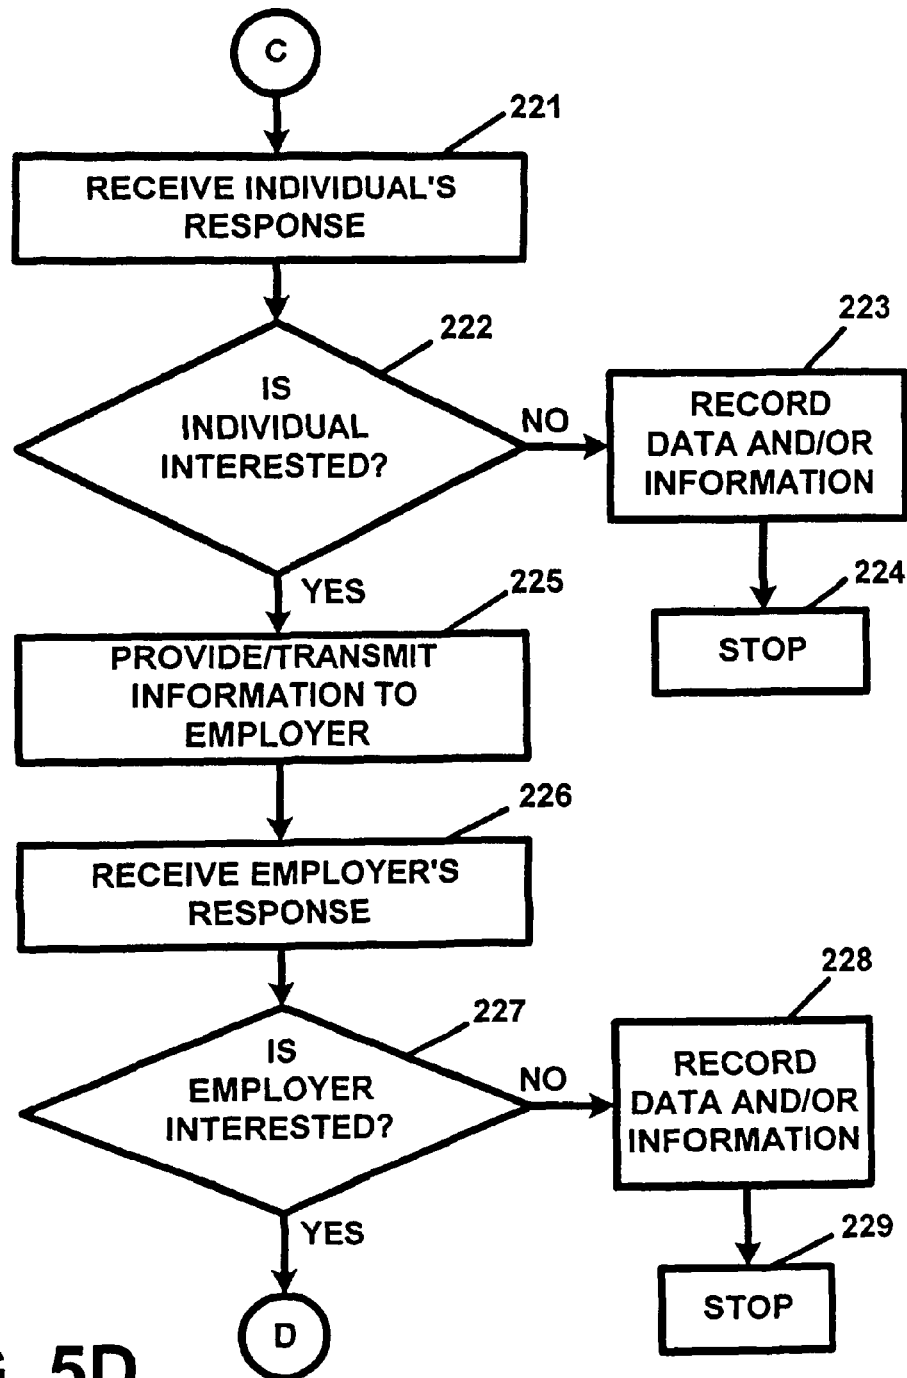 C
221
RECEIVE INDIVIDUAL'S
RESPONSE
222
IS
INDIVIDUAL
INTERESTED?
NO
223
RECORD
DATA AND/OR
INFORMATION
224
STOP
YES
225
PROVIDE/TRANSMIT
INFORMATION TO
EMPLOYER
226
RECEIVE EMPLOYER'S
RESPONSE
227
IS
EMPLOYER
INTERESTED?
NO
228
RECORD
DATA AND/OR
INFORMATION
229
STOP
YES
D
5D